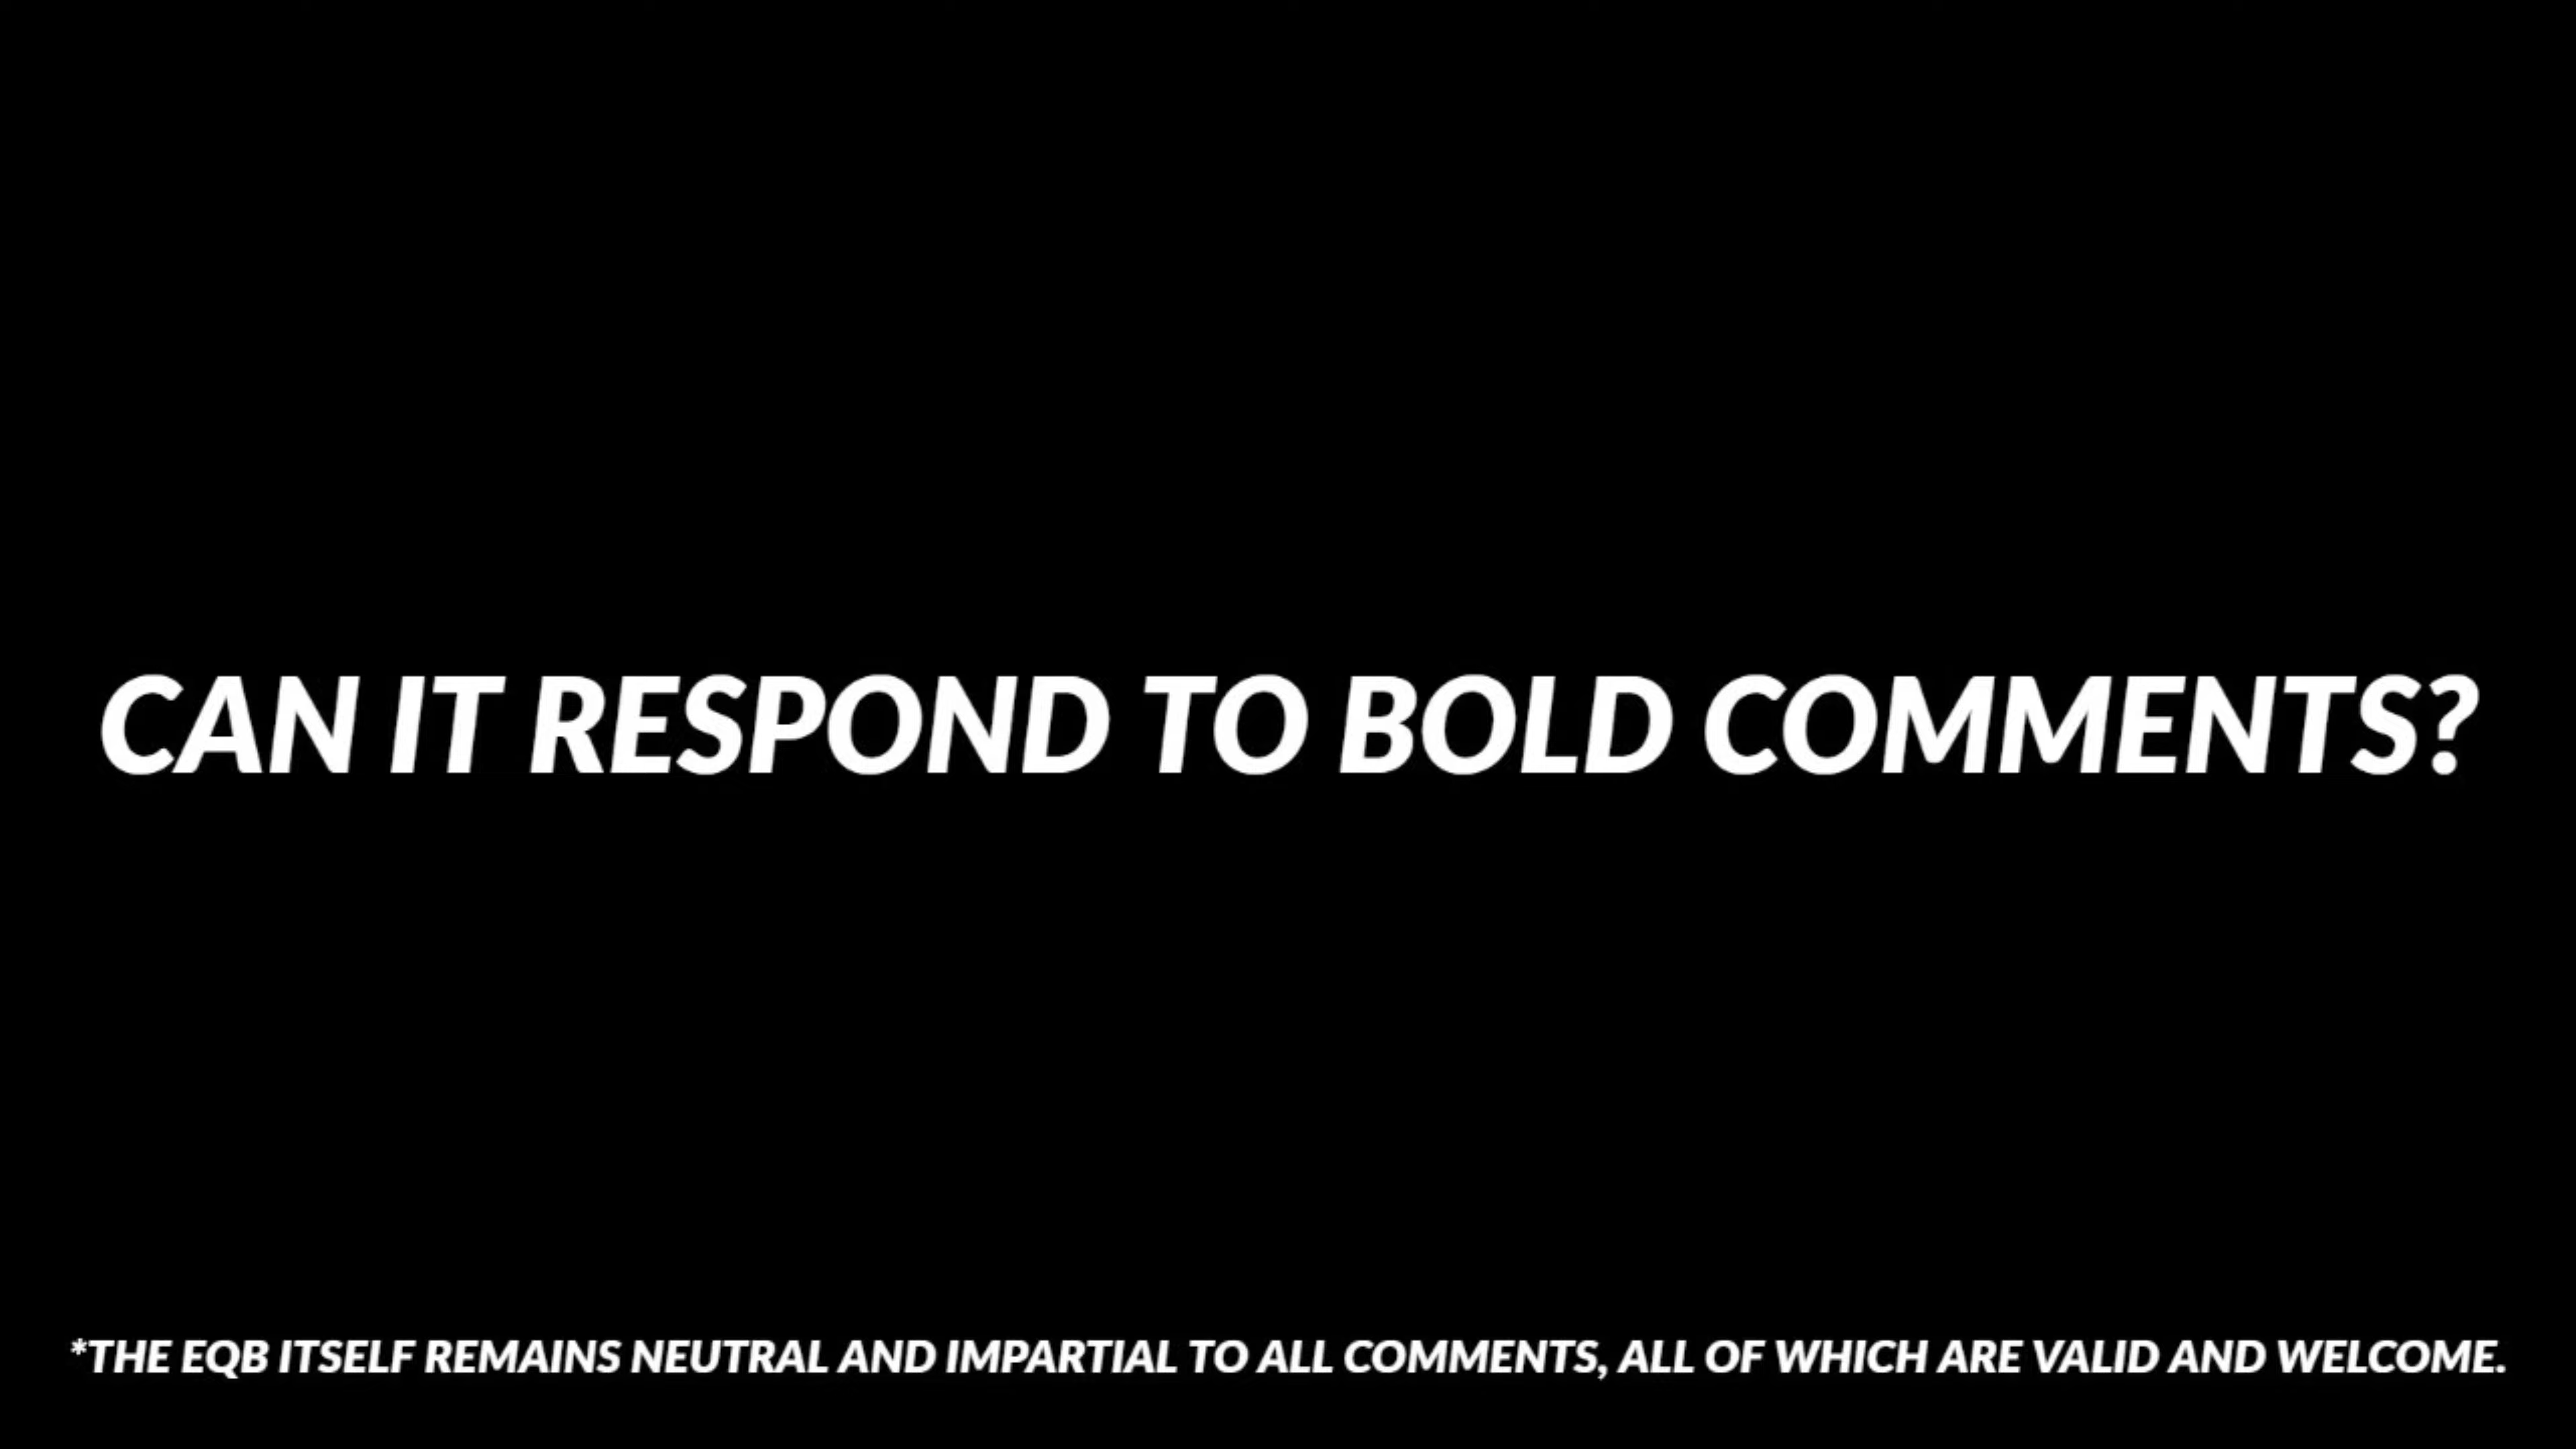 CAN IT RESPOND TO BOLD COMMENTS?
*THE EQB ITSELF REMAINS NEUTRAL AND IMPARTIAL TO ALL COMMENTS, ALL OF WHICH ARE VALID AND WELCOME.